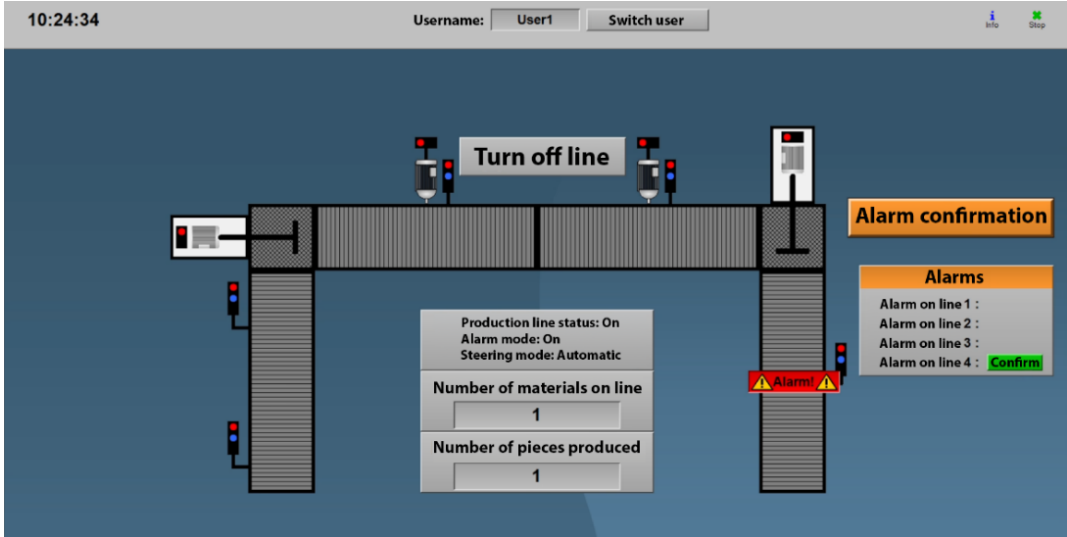 10:24:34
Username: User1 Switch user
Info
Stop
Turn off line
Alarm confirmation
Alarms
Alarm on line 1 :
Alarm on line 2 :
Alarm on line 3 :
Alarm on line 4 : Confirm
Production line status: On
Alarm mode: On
Steering mode: Automatic
Alarm!
Number of materials on line
1
Number of pieces produced
1